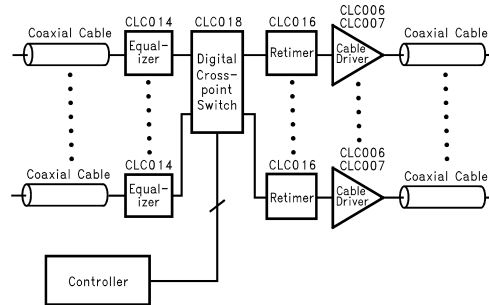 CLC006
CLC014 CLC018 CLC016 CLC007
Coaxial Cable Coaxial Cable
Equal-
izer
Digital
Cross-
point
Switch
Retimer
Cable
Driver
CLC006
CLC014 CLC016 CLC007
Coaxial Cable Coaxial Cable
Equal-
izer
Retimer
Cable
Driver
Controller